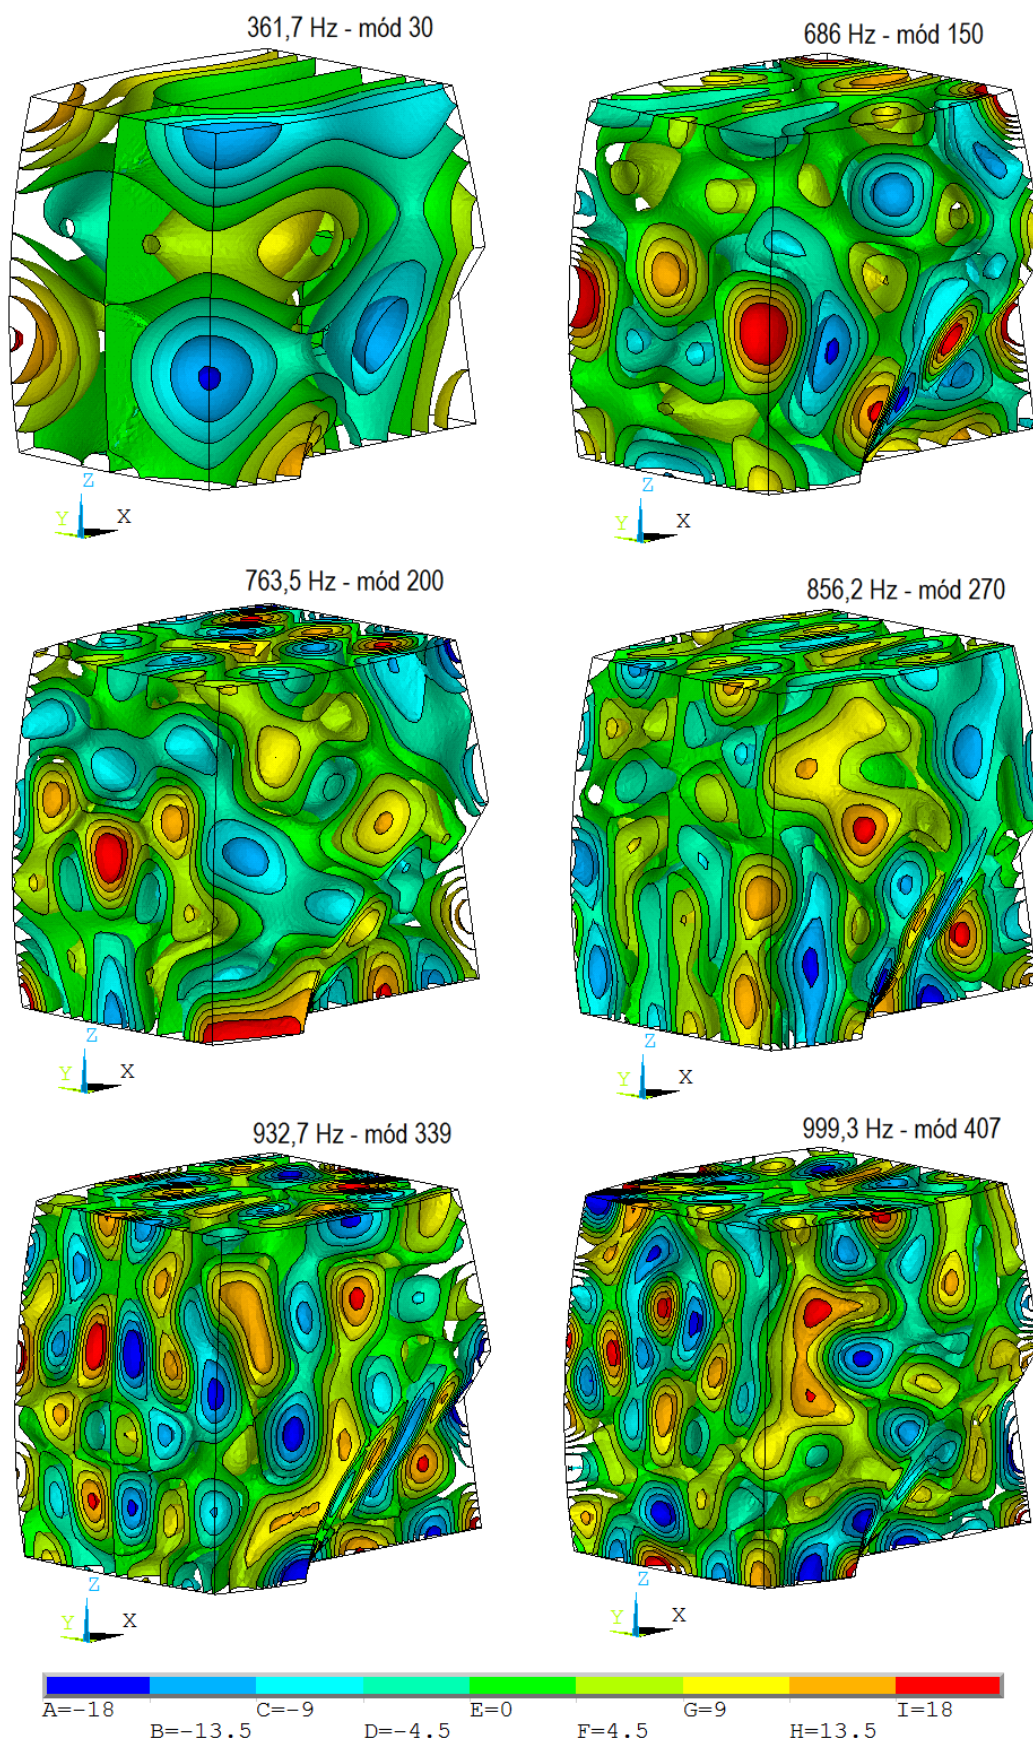 361,7 Hz - mód 30
686 Hz - mód 150
Z
Y
X
Z
Y
X
763,5 Hz - mód 200
856,2 Hz - mód 270
Z
Y
X
Z
Y
X
932,7 Hz - mód 339
999,3 Hz - mód 407
Z
Y
X
Z
Y
X
A=-18 C=-9 E=0 G=9 I=18
B=-13.5 D=-4.5 F=4.5 H=13.5